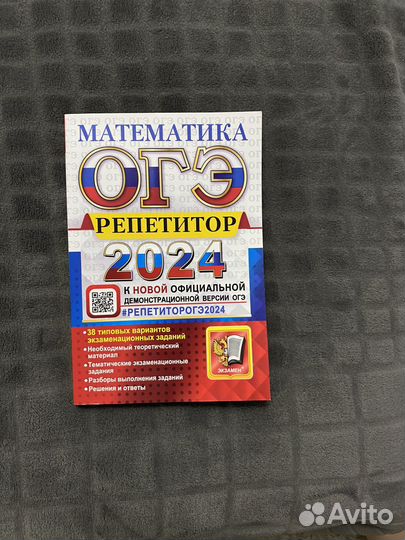 МАТЕМАТИКА
ОГЭ
РЕПЕТИТОР
2024
К НОВОЙ ОФИЦИАЛЬНОЙ
ДЕМОНСТРАЦИОННОЙ ВЕРСИИ ОГЭ
#РЕПЕТИТОРОГЭ2024
• 38 типовых вариантов
экзаменационных заданий
• Необходимый теоретический
материал
• Тематические экзаменационные
задания
• Разборы выполнения заданий
• Решения и ответы
ЭКЗАМЕН
Avito